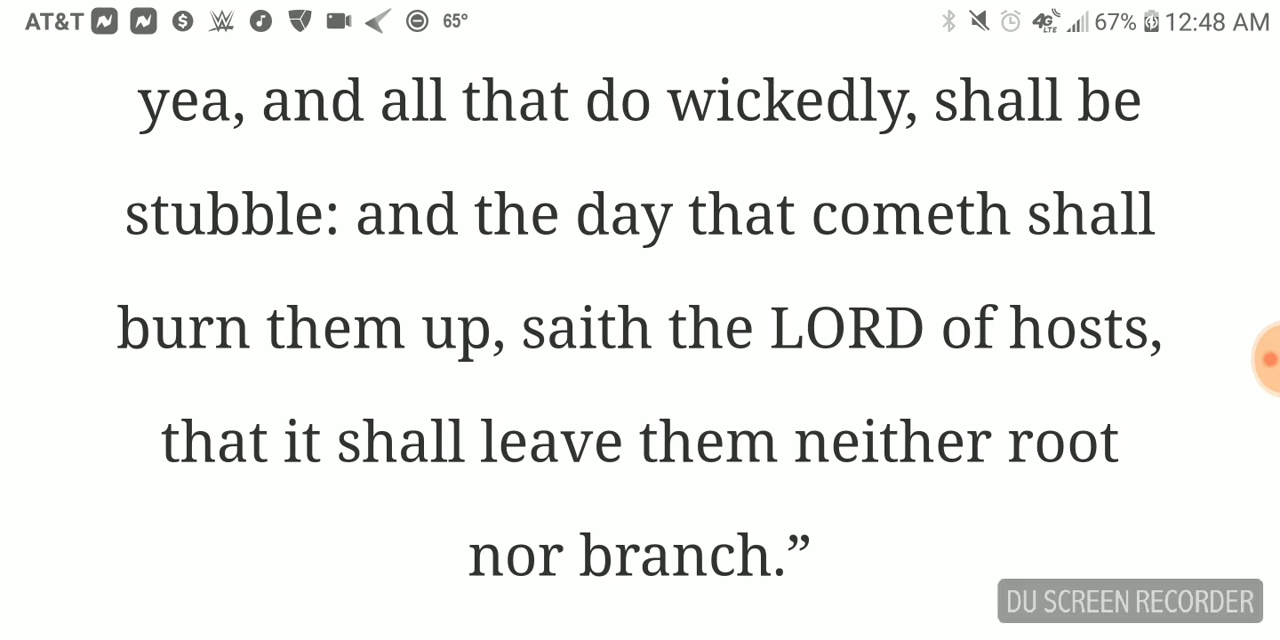 AT&T 65° 4G LTE 67% 12:48 AM
yea, and all that do wickedly, shall be
stubble: and the day that cometh shall
burn them up, saith the LORD of hosts,
that it shall leave them neither root
nor branch.”
DU SCREEN RECORDER